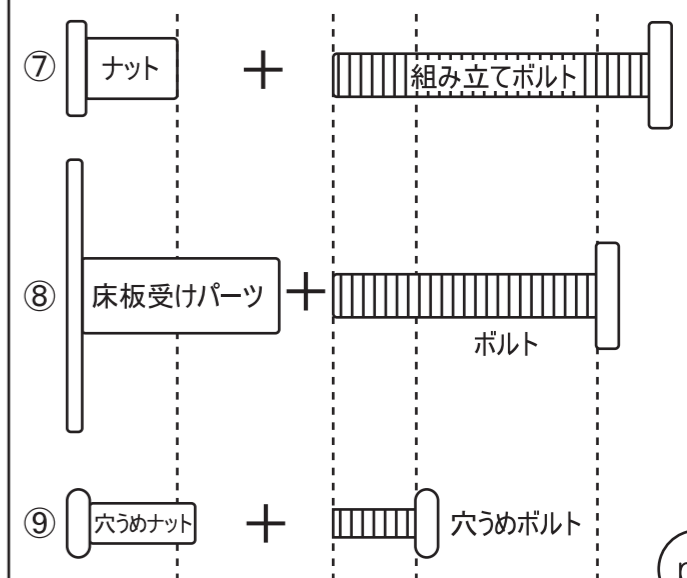 ⑦ ナット + 組み立てボルト
⑧ 床板受けパーツ + ボルト
⑨ 穴うめナット + 穴うめボルト